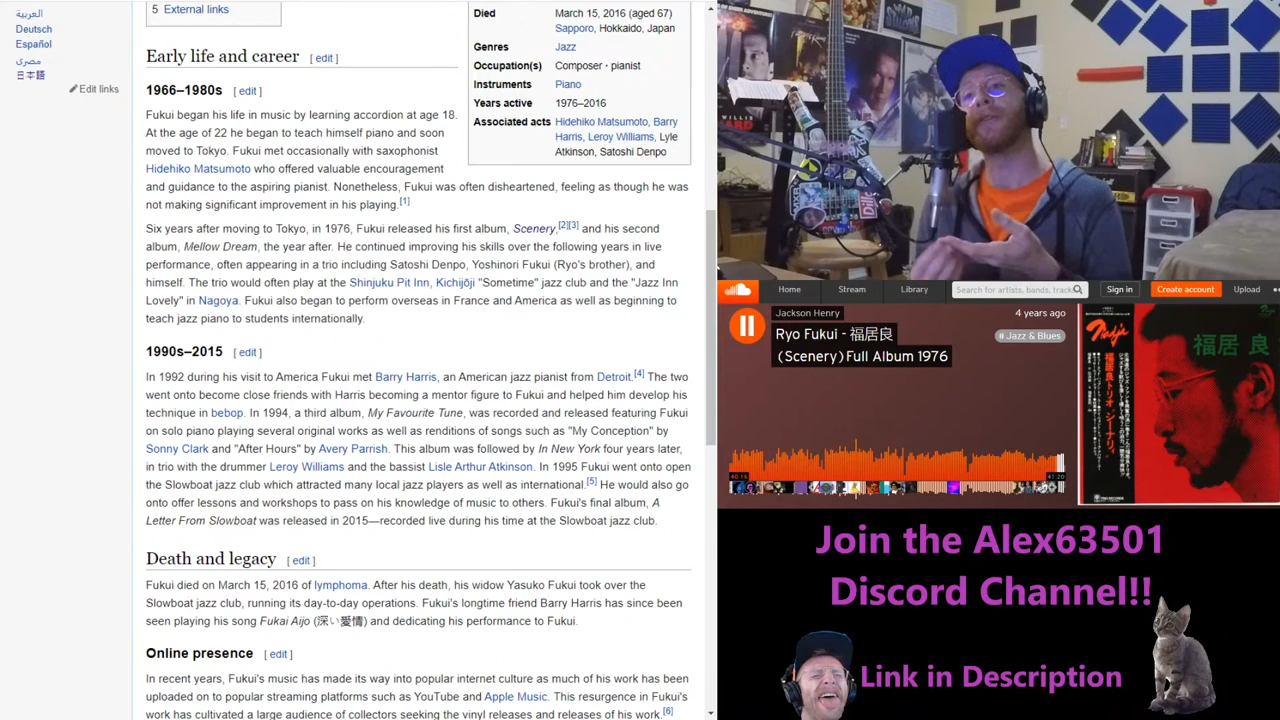 العربية
Deutsch
Español
مصرى
日本語
Edit links
5 External links
Early life and career [ edit ]
1966–1980s [ edit ]
Fukui began his life in music by learning accordion at age 18.
At the age of 22 he began to teach himself piano and soon
moved to Tokyo. Fukui met occasionally with saxophonist
Hidehiko Matsumoto who offered valuable encouragement
and guidance to the aspiring pianist. Nonetheless, Fukui was often disheartened, feeling as though he was
not making significant improvement in his playing.[1]
Six years after moving to Tokyo, in 1976, Fukui released his first album, Scenery,[2][3] and his second
album, Mellow Dream, the year after. He continued improving his skills over the following years in live
performance, often appearing in a trio including Satoshi Denpo, Yoshinori Fukui (Ryo's brother), and
himself. The trio would often play at the Shinjuku Pit Inn, Kichijōji "Sometime" jazz club and the "Jazz Inn
Lovely" in Nagoya. Fukui also began to perform overseas in France and America as well as beginning to
teach jazz piano to students internationally.
1990s–2015 [ edit ]
In 1992 during his visit to America Fukui met Barry Harris, an American jazz pianist from Detroit.[4] The two
went onto become close friends with Harris becoming a mentor figure to Fukui and helped him develop his
technique in bebop. In 1994, a third album, My Favourite Tune, was recorded and released featuring Fukui
on solo piano playing several original works as well as renditions of songs such as "My Conception" by
Sonny Clark and "After Hours" by Avery Parrish. This album was followed by In New York four years later,
in trio with the drummer Leroy Williams and the bassist Lisle Arthur Atkinson. In 1995 Fukui went onto open
the Slowboat jazz club which attracted many local jazz players as well as international.[5] He would also go
onto offer lessons and workshops to pass on his knowledge of music to others. Fukui's final album, A
Letter From Slowboat was released in 2015—recorded live during his time at the Slowboat jazz club.
Death and legacy [ edit ]
Fukui died on March 15, 2016 of lymphoma. After his death, his widow Yasuko Fukui took over the
Slowboat jazz club, running its day-to-day operations. Fukui's longtime friend Barry Harris has since been
seen playing his song Fukai Aijo (深い愛情) and dedicating his performance to Fukui.
Online presence [ edit ]
In recent years, Fukui's music has made its way into popular internet culture as much of his work has been
uploaded on to popular streaming platforms such as YouTube and Apple Music. This resurgence in Fukui's
work has cultivated a large audience of collectors seeking the vinyl releases and releases of his work.[6]
Died March 15, 2016 (aged 67)
Sapporo, Hokkaido, Japan
Genres Jazz
Occupation(s) Composer · pianist
Instruments Piano
Years active 1976–2016
Associated acts Hidehiko Matsumoto, Barry
Harris, Leroy Williams, Lyle
Atkinson, Satoshi Denpo
Home Stream Library Search for artists, bands, tracks Sign in Create account Upload
Jackson Henry 4 years ago
Ryo Fukui - 福居良 # Jazz & Blues
(Scenery)Full Album 1976
40:16 41:20
Nadja
福居 良
福居良トリオ・シーナリィ
Join the Alex63501
Discord Channel!!
Link in Description